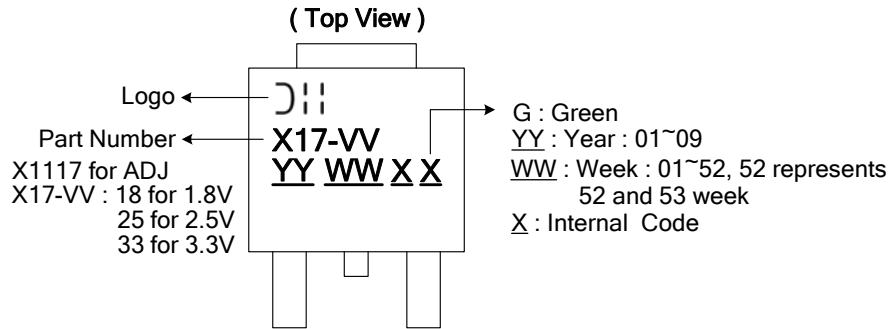 ( Top View )
Logo
Part Number
X1117 for ADJ
X17-VV : 18 for 1.8V
25 for 2.5V
33 for 3.3V
X17-VV
YY WW X X
G : Green
YY : Year : 01~09
WW : Week : 01~52, 52 represents
52 and 53 week
X : Internal Code